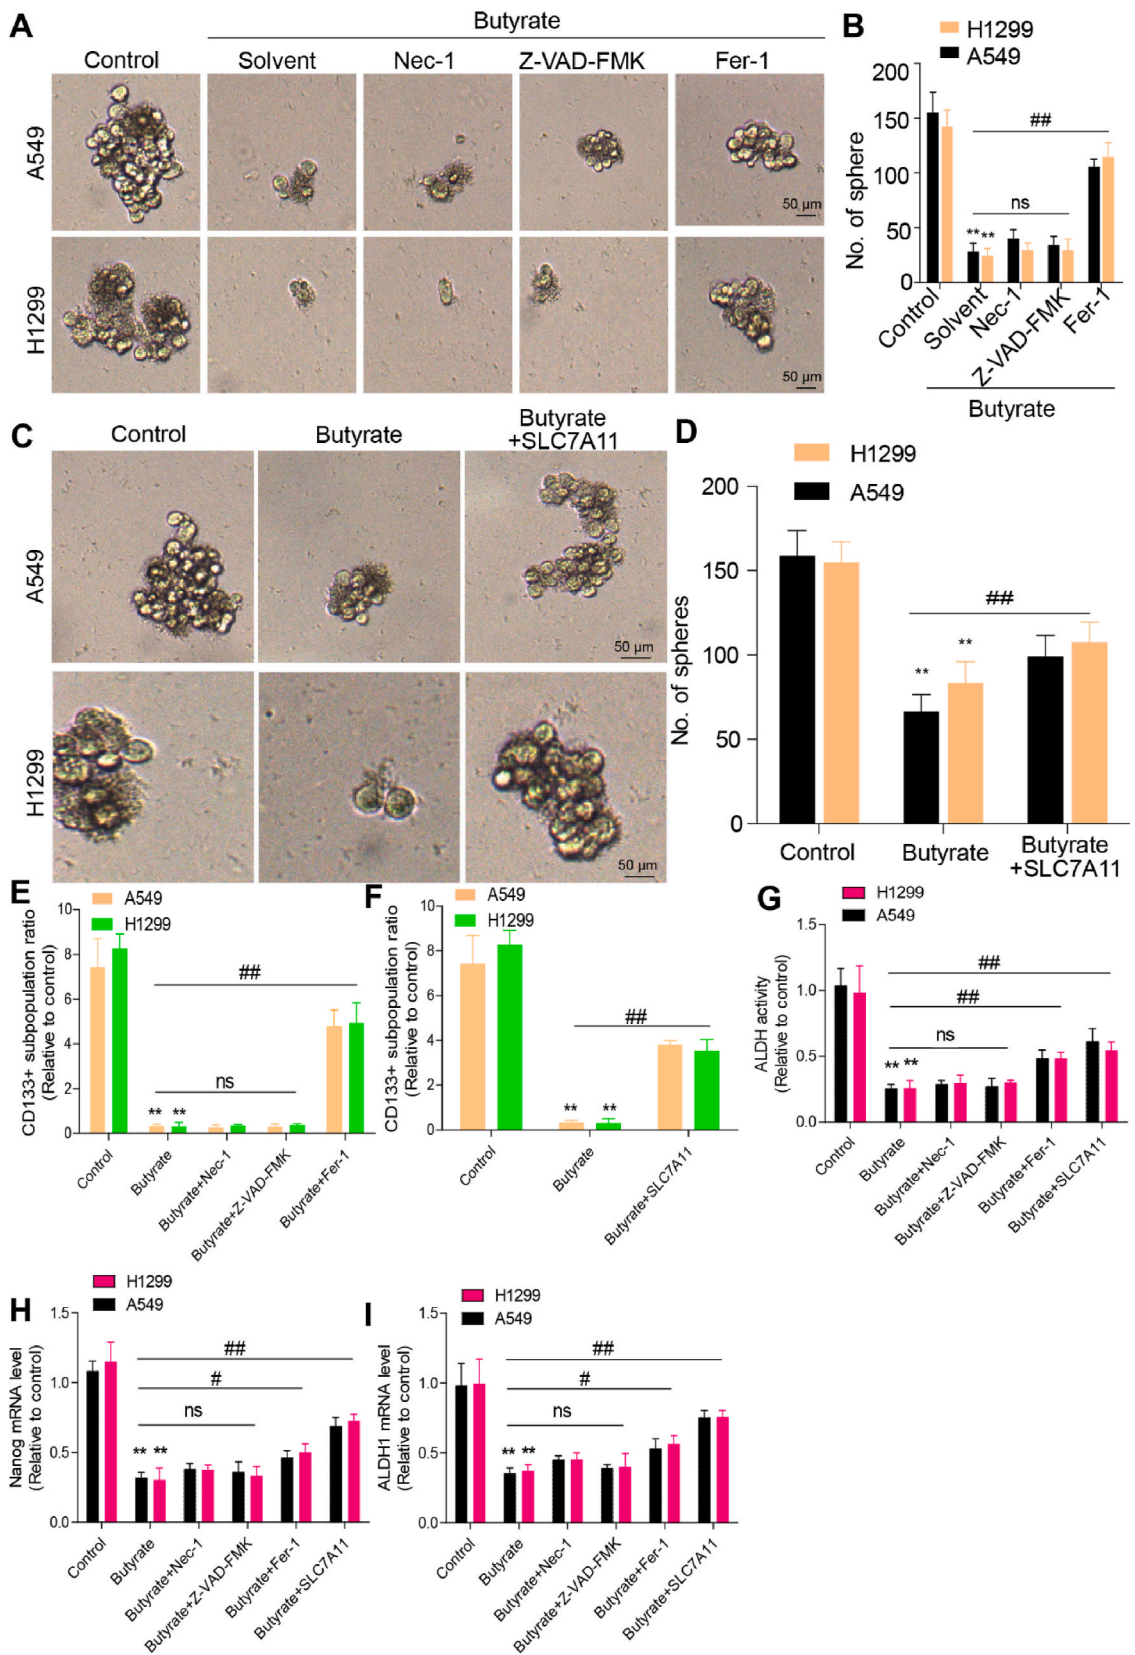 A
Butyrate
Control
Solvent
Nec-1
Z-VAD-FMK
Fer-1
A549
50 µm
H1299
50 µm
B
H1299
A549
No. of sphere
200
150
100
50
0
##
ns
** **
Control
Solvent
Nec-1
Z-VAD-FMK
Fer-1
Butyrate
C
Control
Butyrate
Butyrate
+SLC7A11
A549
50 µm
H1299
50 µm
D
H1299
A549
No. of spheres
200
150
100
50
0
##
**
**
Control
Butyrate
Butyrate
+SLC7A11
E
A549
H1299
CD133+ subpopulation ratio
(Relative to control)
10
8
6
4
2
0
##
ns
** **
Control
Butyrate
Butyrate+Nec-1
Butyrate+Z-VAD-FMK
Butyrate+Fer-1
F
A549
H1299
CD133+ subpopulation ratio
(Relative to control)
10
8
6
4
2
0
##
** **
Control
Butyrate
Butyrate+SLC7A11
G
H1299
A549
ALDH activity
(Relative to control)
1.5
1.0
0.5
0.0
##
##
ns
** **
Control
Butyrate
Butyrate+Nec-1
Butyrate+Z-VAD-FMK
Butyrate+Fer-1
Butyrate+SLC7A11
H
H1299
A549
Nanog mRNA level
(Relative to control)
1.5
1.0
0.5
0.0
##
#
ns
** **
Control
Butyrate
Butyrate+Nec-1
Butyrate+Z-VAD-FMK
Butyrate+Fer-1
Butyrate+SLC7A11
I
H1299
A549
ALDH1 mRNA level
(Relative to control)
1.5
1.0
0.5
0.0
##
#
ns
** **
Control
Butyrate
Butyrate+Nec-1
Butyrate+Z-VAD-FMK
Butyrate+Fer-1
Butyrate+SLC7A11